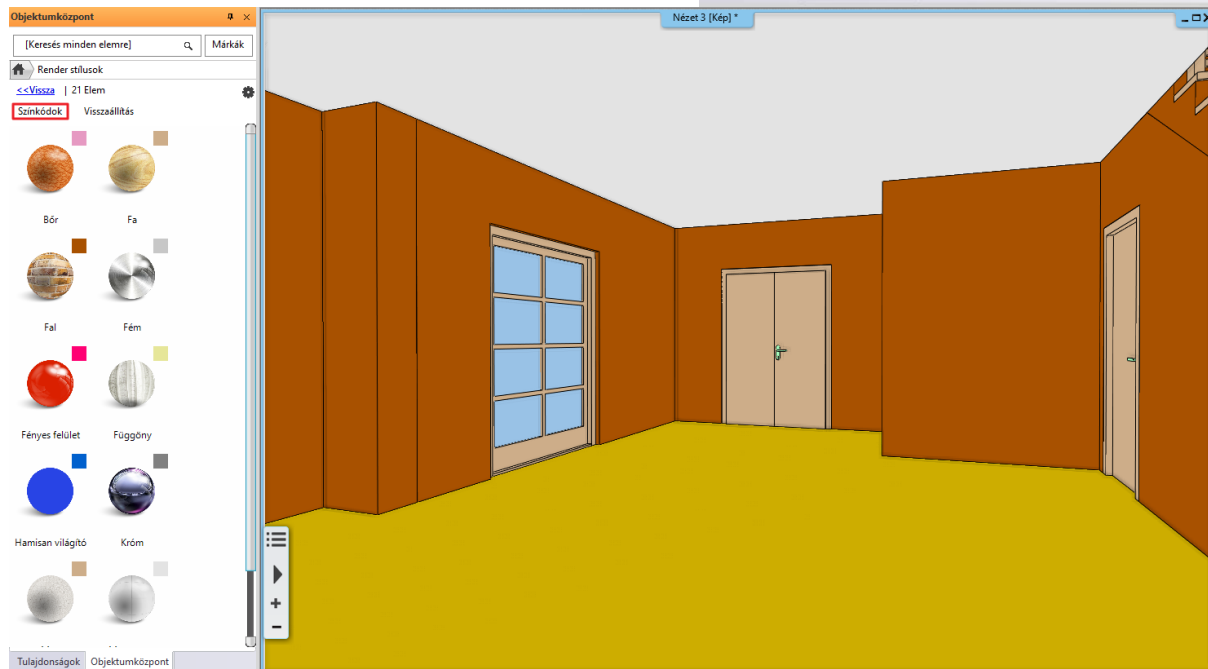 Objektumközpont
[Keresés minden elemre] Márkák
Render stílusok
<<Vissza | 21 Elem
Színkódok Visszaállítás
Bőr Fa
Fal Fém
Fényes felület Függöny
Hamisan világító Króm
Tulajdonságok Objektumközpont
Nézet 3 [Kép] *